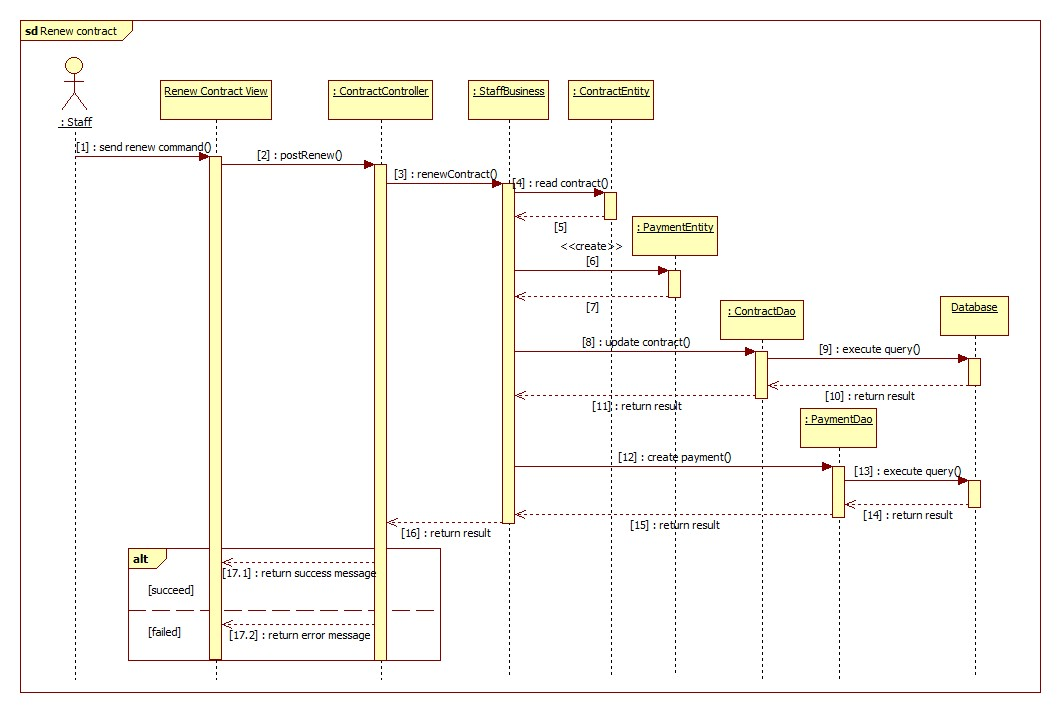 sd Renew contract
: Staff
Renew Contract View
: ContractController
: StaffBusiness
: ContractEntity
[1] : send renew command()
[2] : postRenew()
[3] : renewContract()
[4] : read contract()
[5]
: PaymentEntity
<<create>>
[6]
[7]
: ContractDao
Database
[8] : update contract()
[9] : execute query()
[10] : return result
[11] : return result
: PaymentDao
[12] : create payment()
[13] : execute query()
[14] : return result
[15] : return result
[16] : return result
alt
[17.1] : return success message
[succeed]
[failed]
[17.2] : return error message